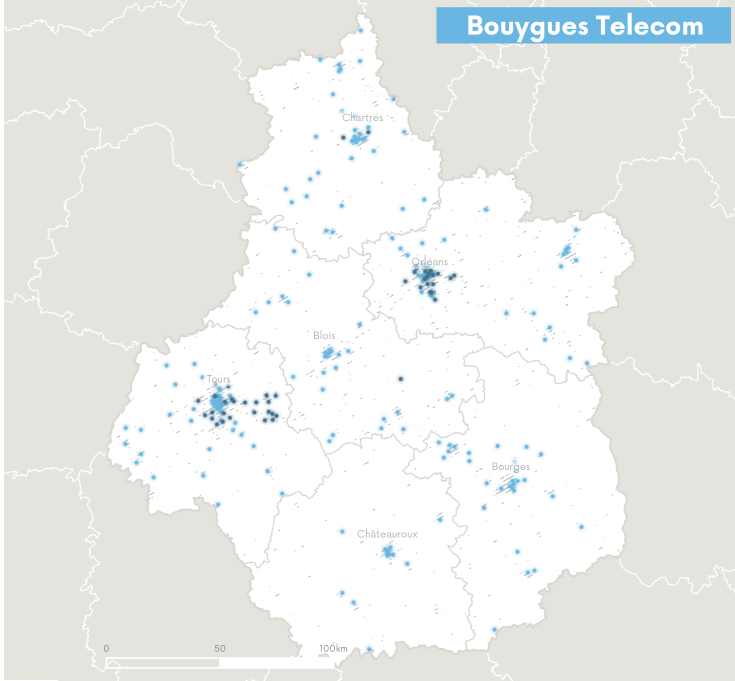 Bouygues Telecom
Chartres
Orléans
Blois
Tours
Bourges
Châteauroux
0 50 100km